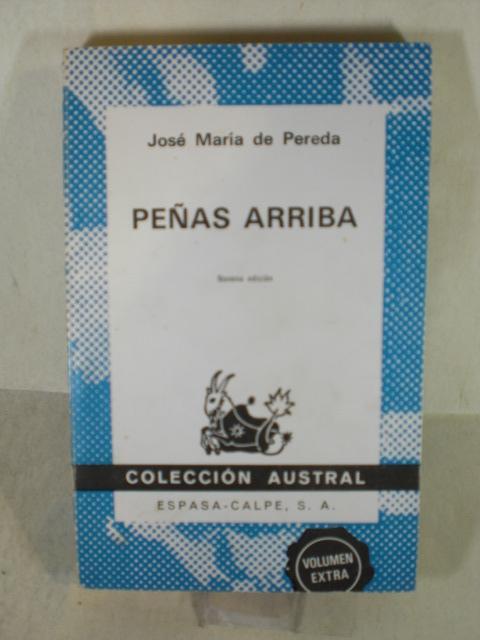 José María de Pereda
PEÑAS ARRIBA
Novena edición
COLECCIÓN AUSTRAL
ESPASA-CALPE, S. A.
VOLUMEN
EXTRA